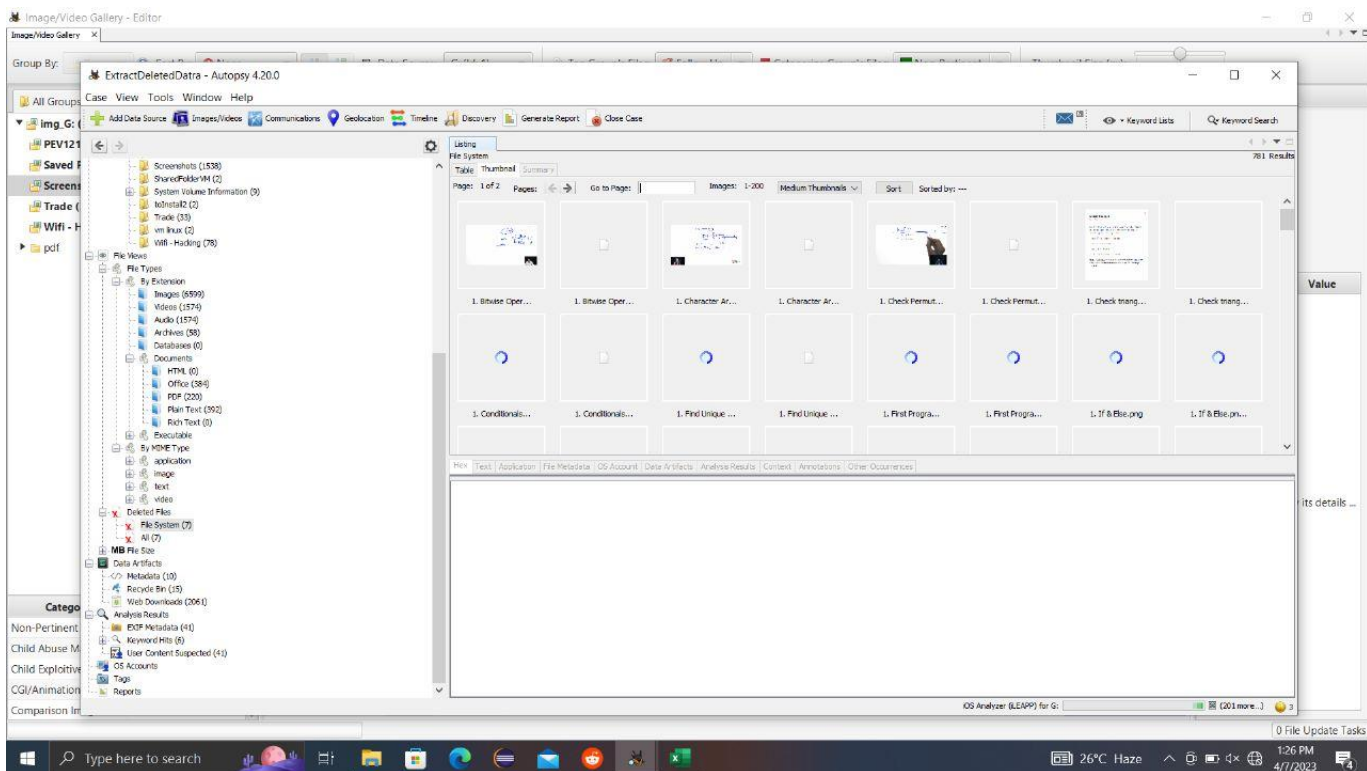 Image/Video Gallery - Editor
Image/Video Gallery
Group By:
ExtractDeletedDatra - Autopsy 4.20.0
Case View Tools Window Help
Add Data Source Images/Videos Communications Geolocation Timeline Discovery Generate Report Close Case
Keyword Lists
Keyword Search
All Groups
img_G: (
PEV121
Saved
Screens
Trade (
Wifi - H
pdf
Screenshots (1538)
SharedFolderVM (2)
System Volume Information (9)
toInstall2 (2)
Trade (33)
vm linux (2)
Wifi - Hacking (78)
File Views
File Types
By Extension
Images (6599)
Videos (1574)
Audio (1574)
Archives (58)
Databases (0)
Documents
HTML (0)
Office (384)
PDF (220)
Plain Text (392)
Rich Text (0)
Executable
By MIME Type
application
image
text
video
Deleted Files
File System (7)
All (7)
MB File Size
Data Artifacts
Metadata (10)
Recycle Bin (15)
Web Downloads (2061)
Analysis Results
EXIF Metadata (41)
Keyword Hits (6)
User Content Suspected (41)
OS Accounts
Tags
Reports
Listing
File System
781 Results
Table Thumbnail Summary
Page: 1 of 2 Pages: Go to Page: Images: 1-200 Medium Thumbnails Sort Sorted by: ---
1. Bitwise Oper... 1. Bitwise Oper... 1. Character Ar... 1. Character Ar... 1. Check Permut... 1. Check Permut... 1. Check triang... 1. Check triang...
1. Conditionals... 1. Conditionals... 1. Find Unique ... 1. Find Unique ... 1. First Progra... 1. First Progra... 1. If & Else.png 1. If & Else.pn...
Hex Text Application File Metadata OS Account Data Artifacts Analysis Results Context Annotations Other Occurrences
Value
its details ...
Catego
Non-Pertinent
Child Abuse M
Child Exploitive
CGI/Animation
Comparison Im
iOS Analyzer (iLEAPP) for G:
(201 more...)
3
0 File Update Tasks
Type here to search
26°C Haze
1:26 PM
4/7/2023
4